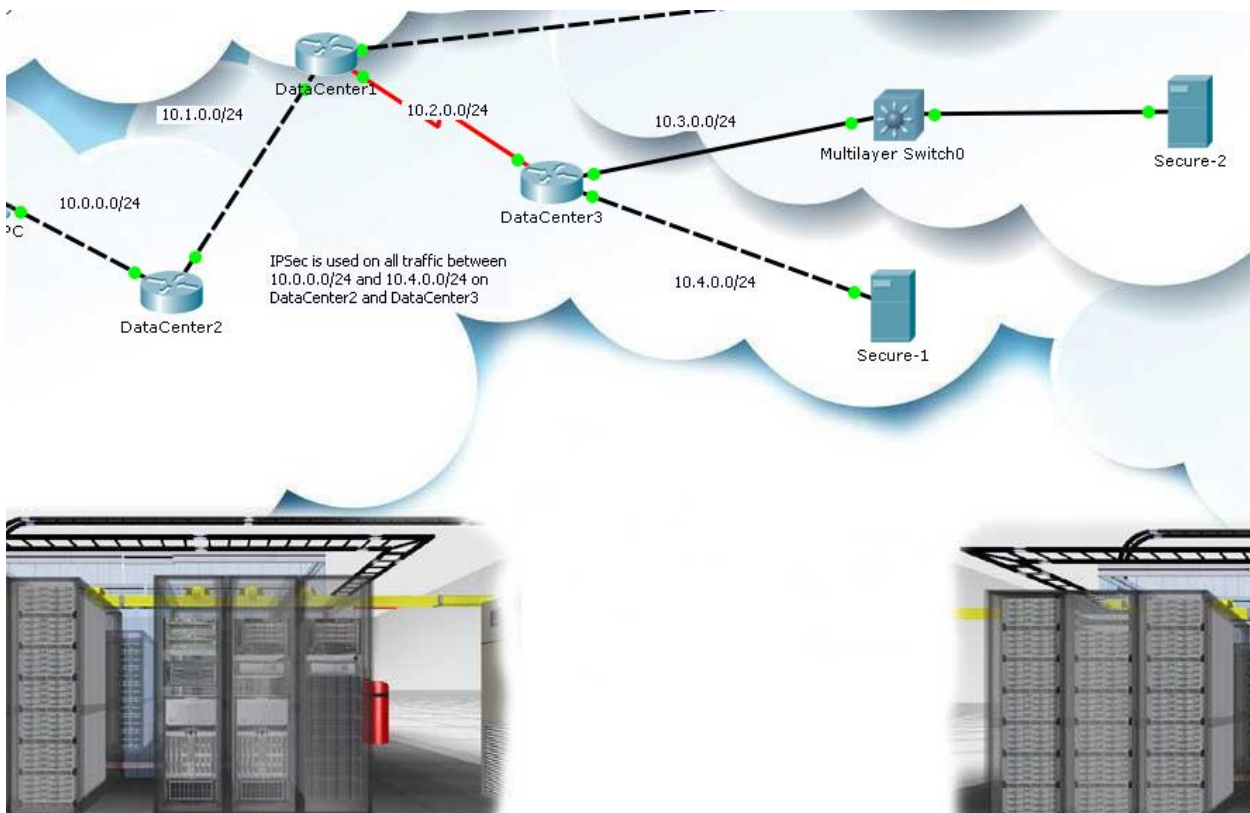 DataCenter1
10.1.0.0/24
10.2.0.0/24
10.3.0.0/24
Multilayer Switch0
Secure-2
10.0.0.0/24
PC
DataCenter3
IPSec is used on all traffic between
10.0.0.0/24 and 10.4.0.0/24 on
DataCenter2 and DataCenter3
10.4.0.0/24
DataCenter2
Secure-1